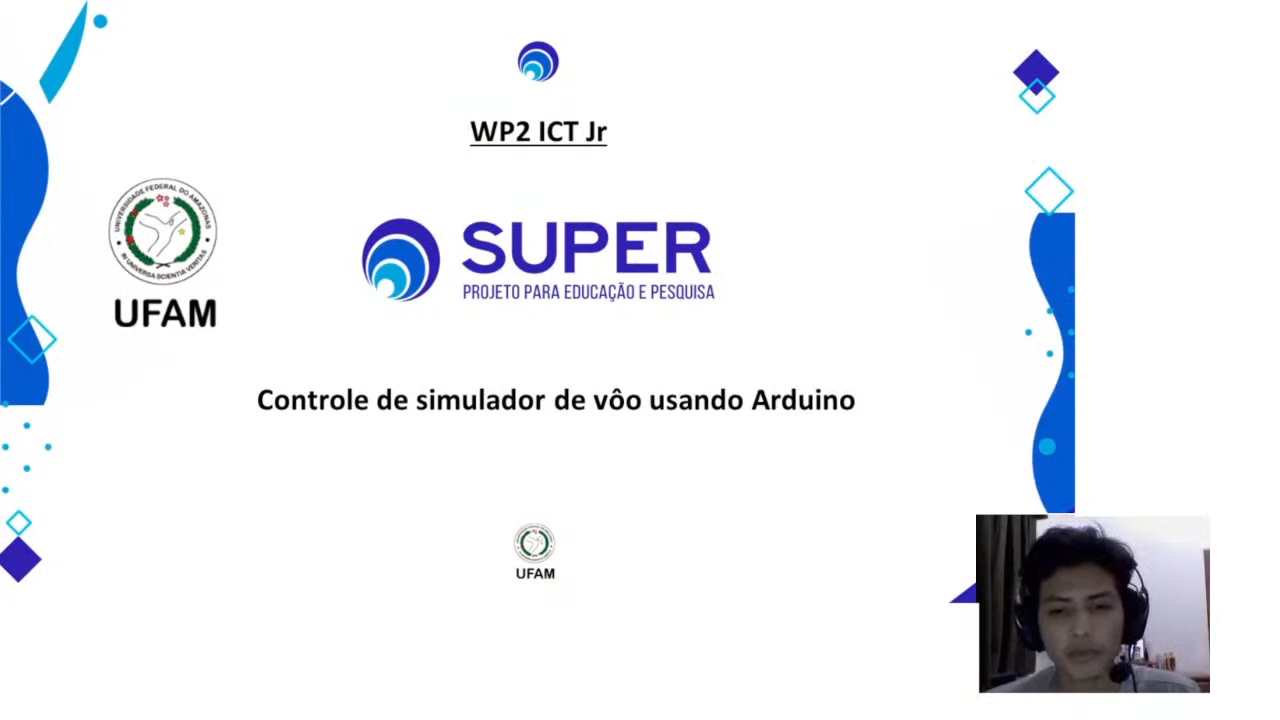 WP2 ICT Jr
UNIVERSIDADE FEDERAL DO AMAZONAS
IN UNIVERSA SCIENTIA VERITAS
UFAM
SUPER
PROJETO PARA EDUCAÇÃO E PESQUISA
Controle de simulador de vôo usando Arduino
UFAM